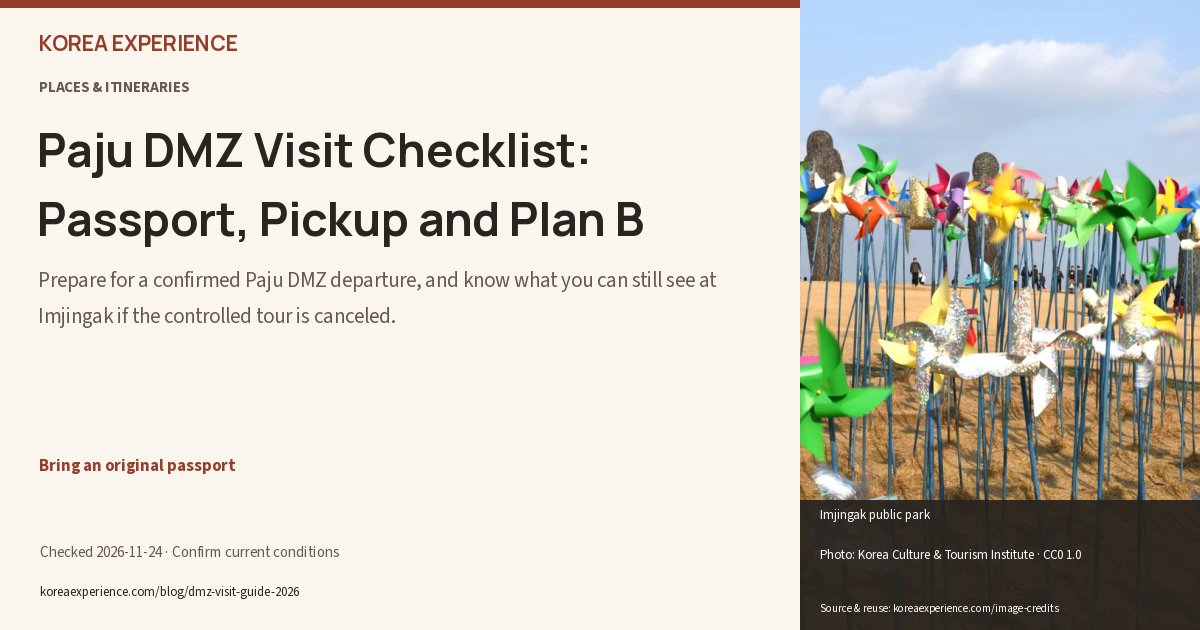 KOREA EXPERIENCE
PLACES & ITINERARIES
Paju DMZ Visit Checklist:
Passport, Pickup and Plan B
Prepare for a confirmed Paju DMZ departure, and know what you can still see at
Imjingak if the controlled tour is canceled.
Bring an original passport
Checked 2026-11-24 · Confirm current conditions
koreaexperience.com/blog/dmz-visit-guide-2026
Imjingak public park
Photo: Korea Culture & Tourism Institute · CC0 1.0
Source & reuse: koreaexperience.com/image-credits